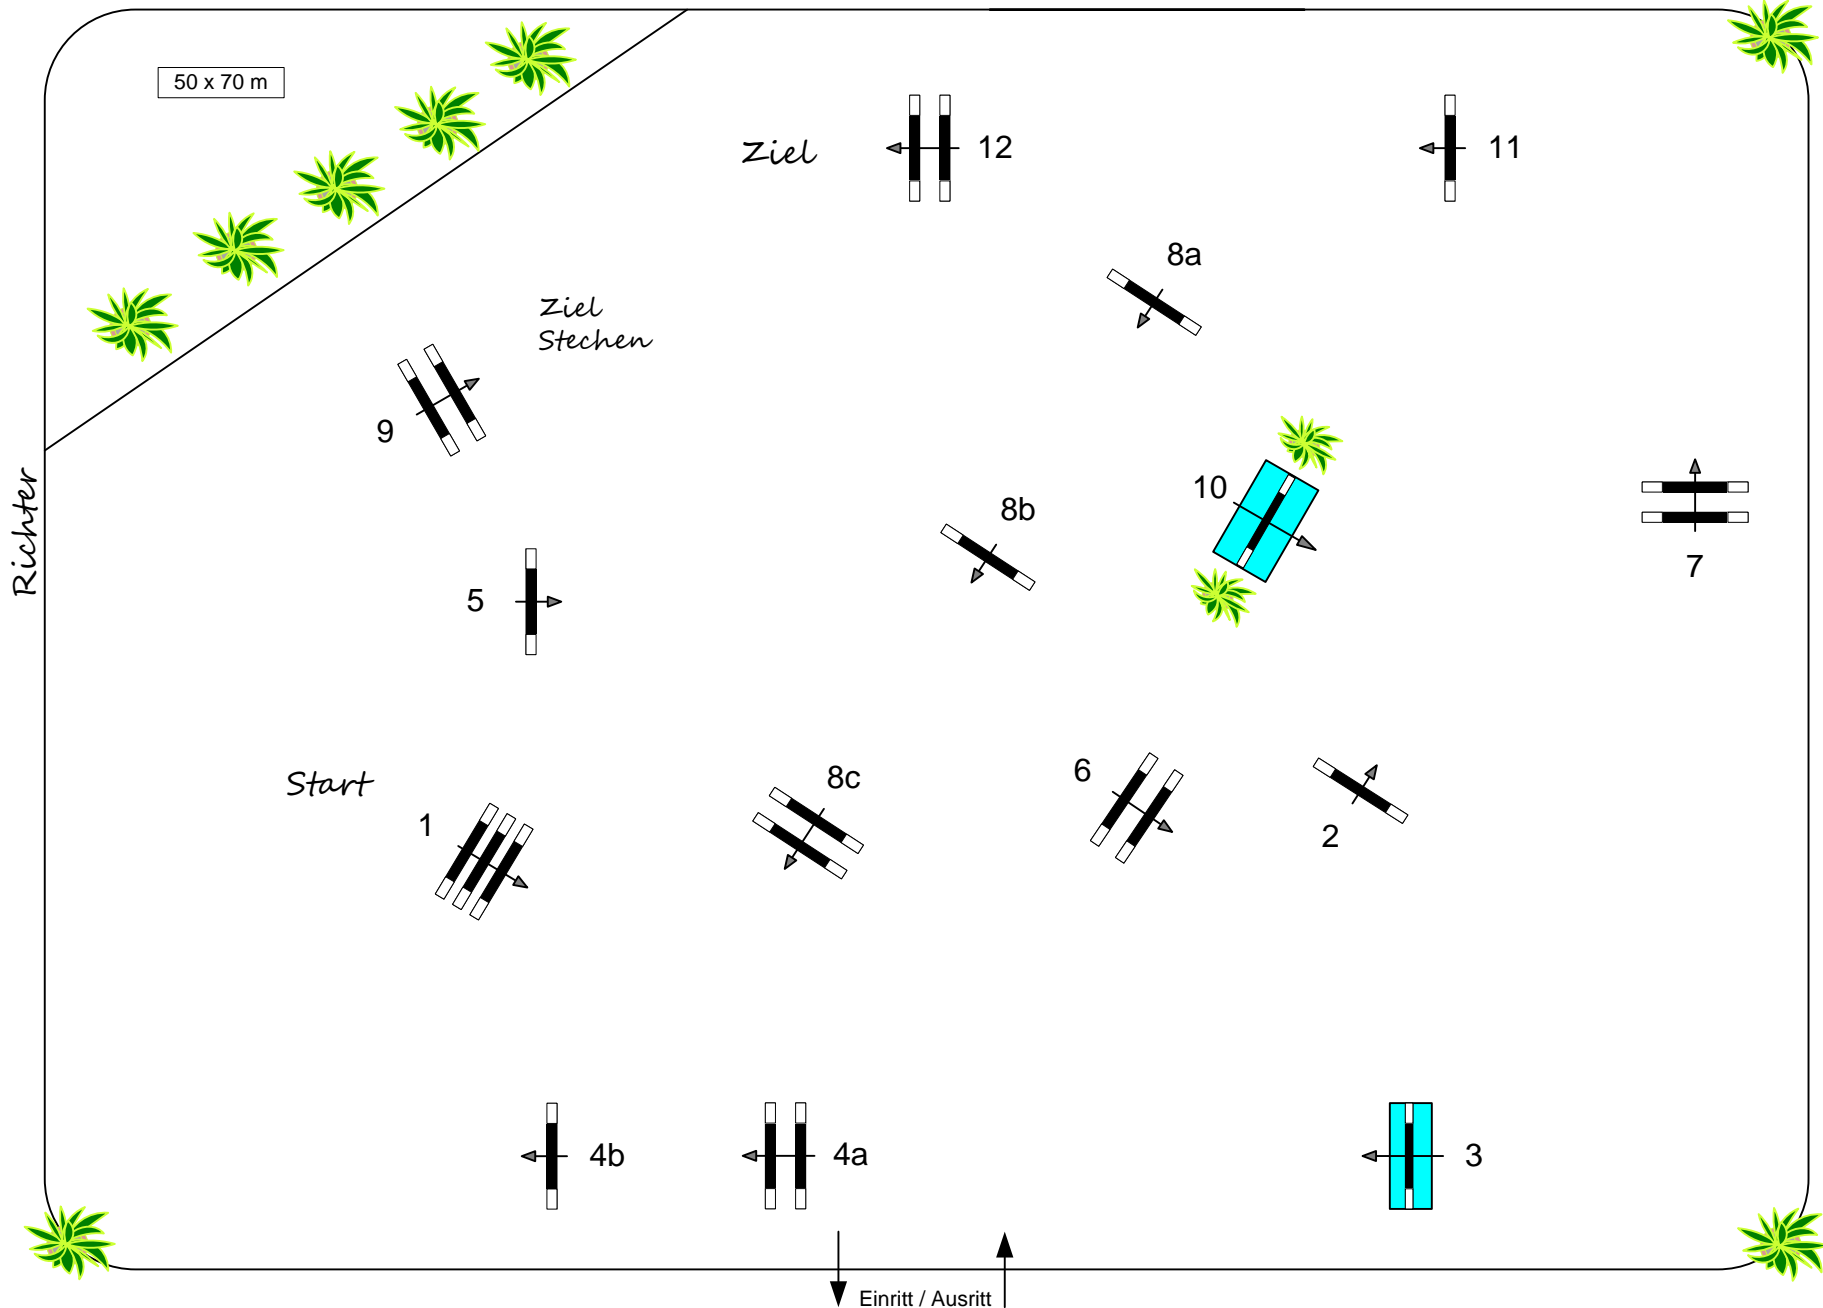 50 x 70 m
Ziel
12
11
8a
Ziel
Stechen
9
Richter
10
8b
7
5
Start
1
8c
6
2
4b
4a
3
Einritt / Ausritt